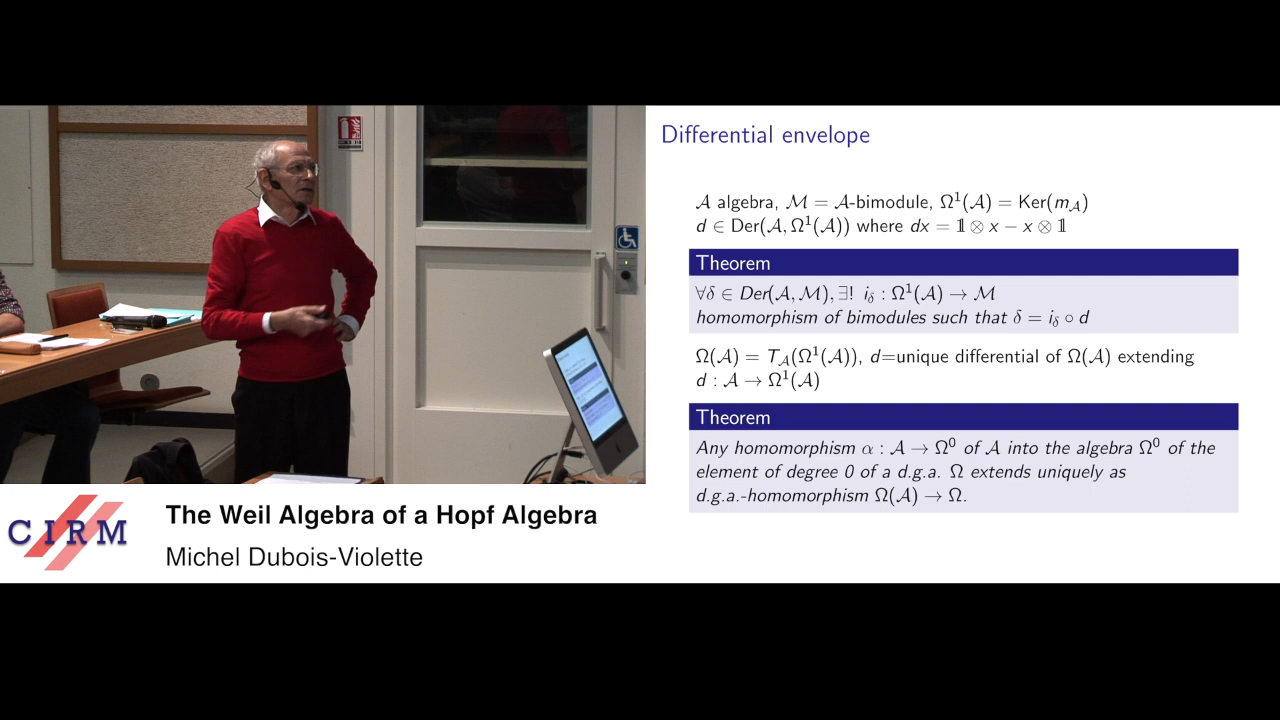 Differential envelope
𝒜 algebra, ℳ = 𝒜-bimodule, Ω¹(𝒜) = Ker(m_𝒜)
d ∈ Der(𝒜, Ω¹(𝒜)) where dx = 𝟙 ⊗ x − x ⊗ 𝟙
Theorem
∀δ ∈ Der(𝒜, ℳ), ∃! i_δ : Ω¹(𝒜) → ℳ
homomorphism of bimodules such that δ = i_δ ∘ d
Ω(𝒜) = T_𝒜(Ω¹(𝒜)), d=unique differential of Ω(𝒜) extending
d : 𝒜 → Ω¹(𝒜)
Theorem
Any homomorphism α : 𝒜 → Ω⁰ of 𝒜 into the algebra Ω⁰ of the
element of degree 0 of a d.g.a. Ω extends uniquely as
d.g.a.-homomorphism Ω(𝒜) → Ω.
CIRM
The Weil Algebra of a Hopf Algebra
Michel Dubois-Violette